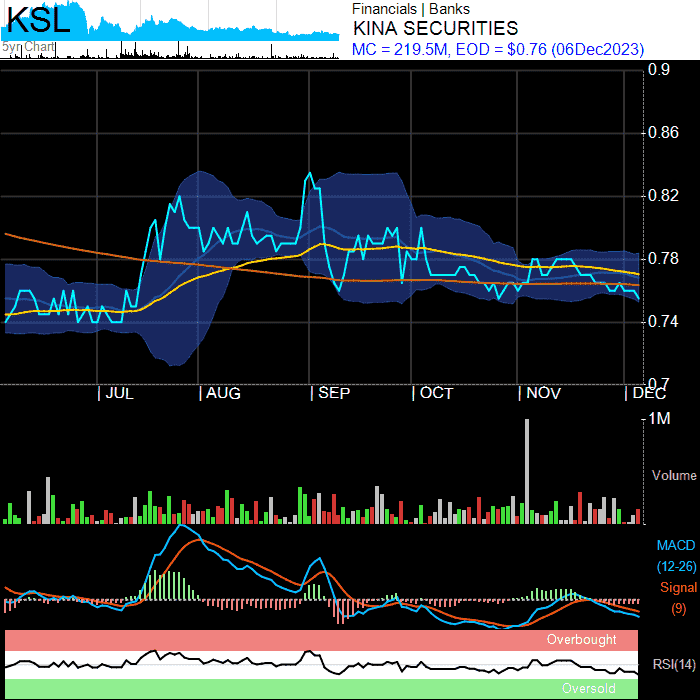 KSL
5yr Chart
Financials | Banks
KINA SECURITIES
MC = 219.5M, EOD = $0.76 (06Dec2023)
0.9
0.86
0.82
0.78
0.74
0.7
| JUL | AUG | SEP | OCT | NOV | DEC
1M
Volume
MACD
(12-26)
Signal
(9)
Overbought
RSI(14)
Oversold